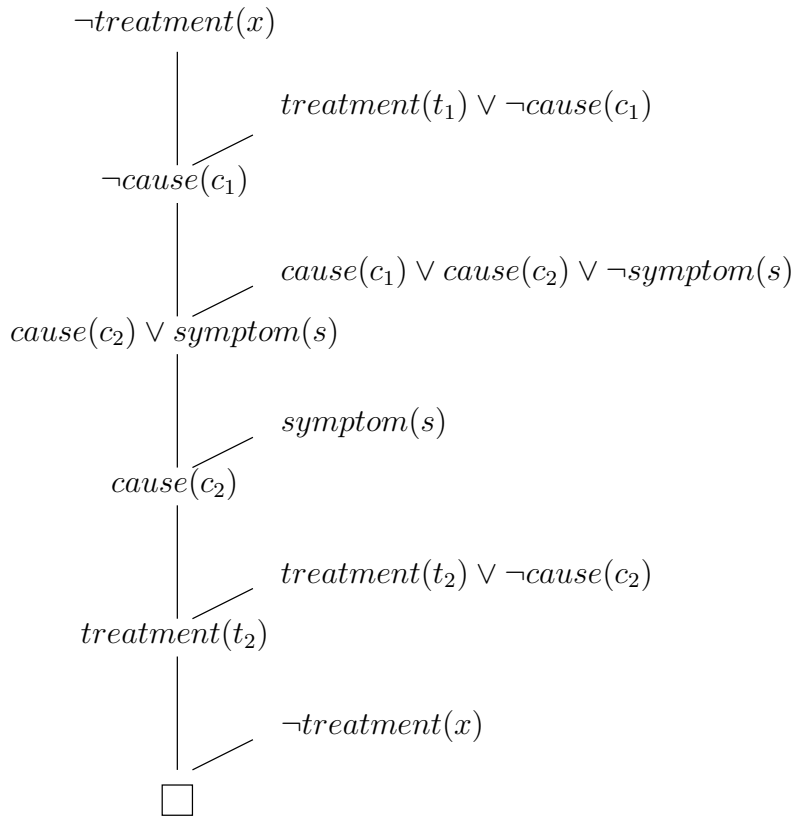 ¬treatment(x)
treatment(t₁) ∨ ¬cause(c₁)
¬cause(c₁)
cause(c₁) ∨ cause(c₂) ∨ ¬symptom(s)
cause(c₂) ∨ symptom(s)
symptom(s)
cause(c₂)
treatment(t₂) ∨ ¬cause(c₂)
treatment(t₂)
¬treatment(x)